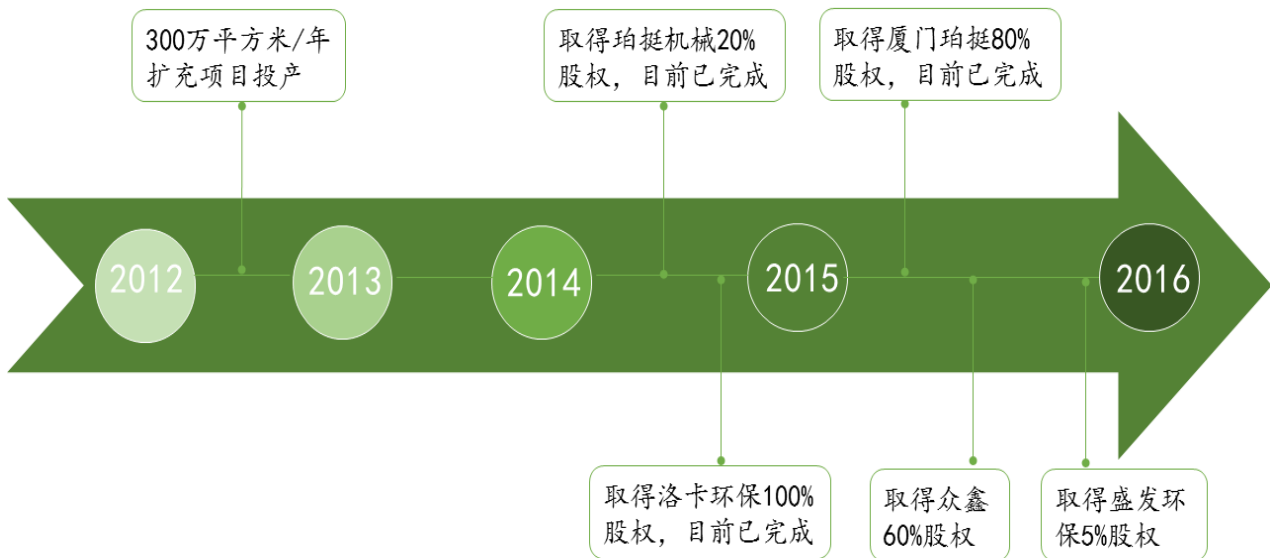 300万平方米/年
扩充项目投产
取得珀挺机械20%
股权，目前已完成
取得厦门珀挺80%
股权，目前已完成
2012
2013
2014
2015
2016
取得洛卡环保100%
股权，目前已完成
取得众鑫
60%股权
取得盛发环
保5%股权